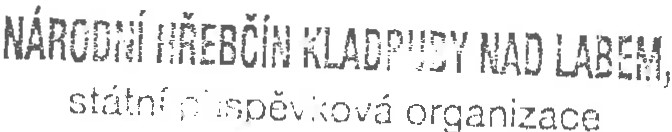 NÁRODNÍ HŘEBČÍN KLADRUBY NAD LABEM,
státní příspěvková organizace